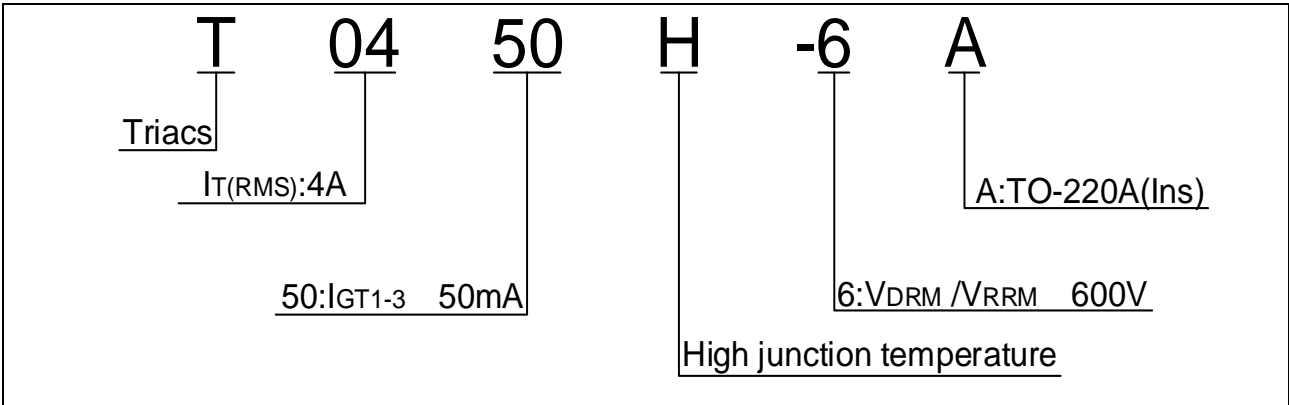 T 04 50 H -6 A
Triacs
IT(RMS):4A
A:TO-220A(Ins)
50:IGT1-3 50mA
6:VDRM /VRRM 600V
High junction temperature